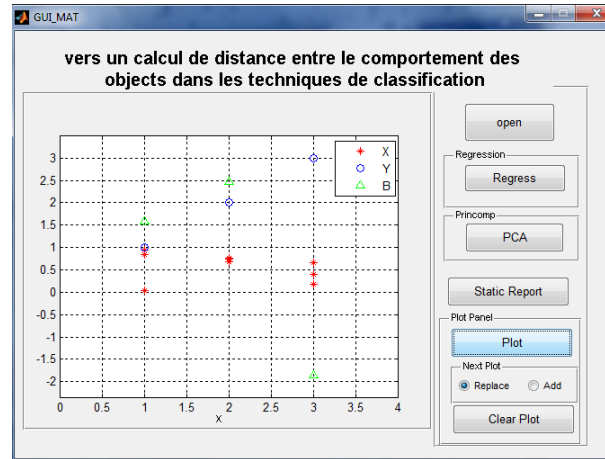 GUI_MAT
vers un calcul de distance entre le comportement des
objects dans les techniques de classification
X
Y
B
3
2.5
2
1.5
1
0.5
0
-0.5
-1
-1.5
-2
0 0.5 1 1.5 2 2.5 3 3.5 4
X
open
Regression
Regress
Princomp
PCA
Static Report
Plot Panel
Plot
Next Plot
Replace Add
Clear Plot